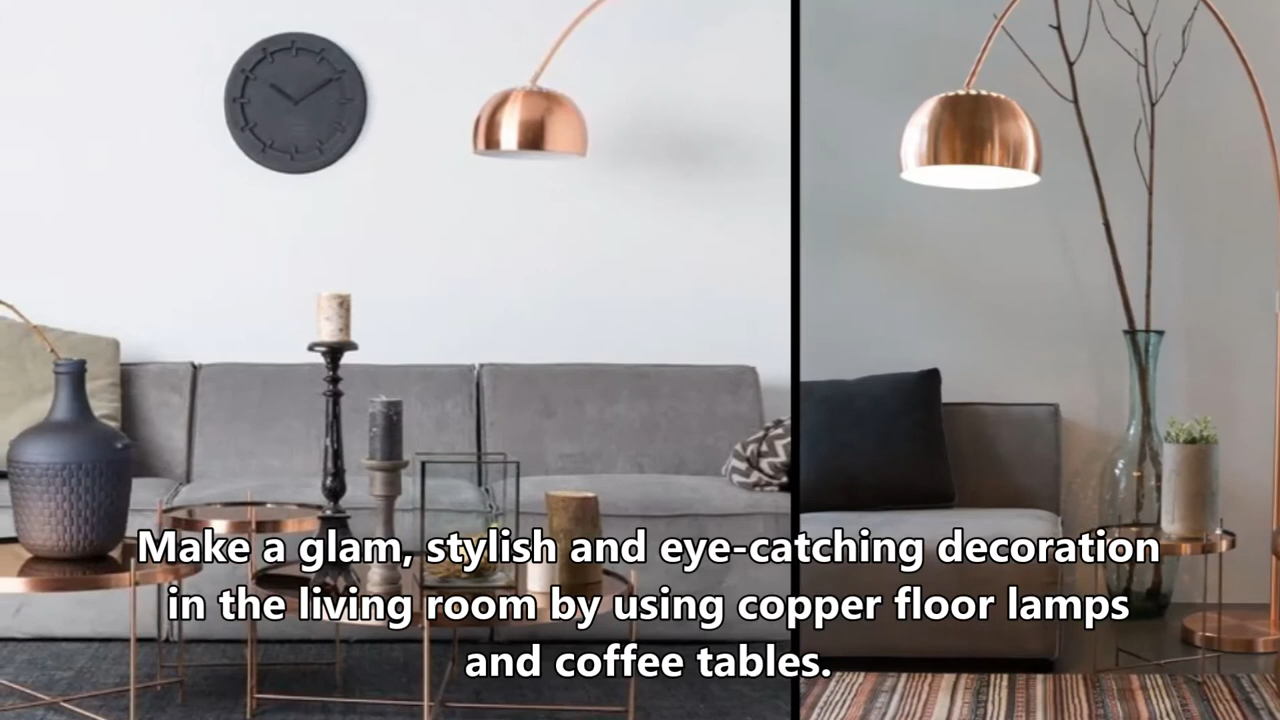 Make a glam, stylish and eye-catching decoration
in the living room by using copper floor lamps
and coffee tables.